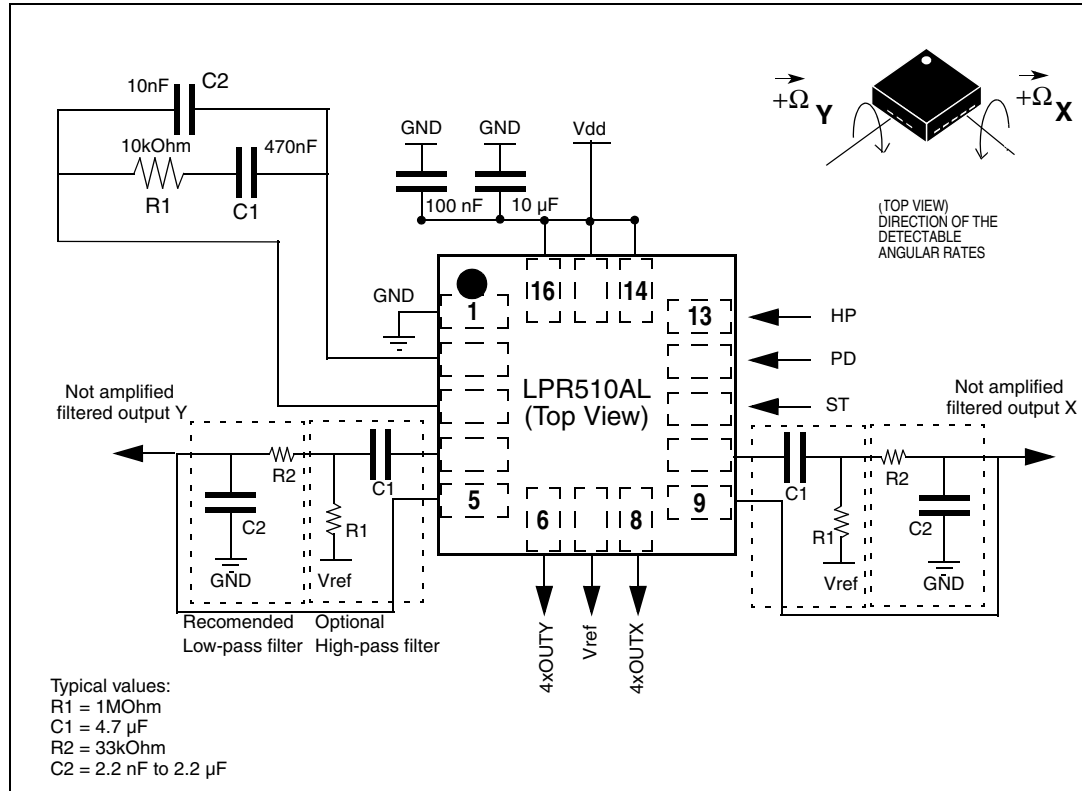 10nF
C2
10kOhm
470nF
R1
C1
GND
GND
Vdd
100 nF
10 µF
+Ω Y
+Ω X
(TOP VIEW)
DIRECTION OF THE
DETECTABLE
ANGULAR RATES
GND
1
16
14
13
HP
PD
ST
LPR510AL
(Top View)
Not amplified
filtered output Y
Not amplified
filtered output X
R2
C1
C2
R1
GND
Vref
5
6
8
9
C1
R2
R1
C2
Vref
GND
Recomended
Low-pass filter
Optional
High-pass filter
4xOUTY
Vref
4xOUTX
Typical values:
R1 = 1MOhm
C1 = 4.7 µF
R2 = 33kOhm
C2 = 2.2 nF to 2.2 µF